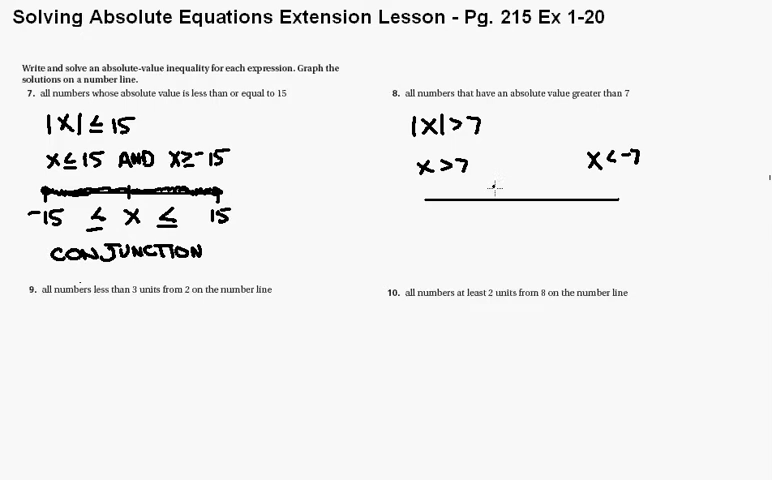 Solving Absolute Equations Extension Lesson - Pg. 215 Ex 1-20
Write and solve an absolute-value inequality for each expression. Graph the
solutions on a number line.
7. all numbers whose absolute value is less than or equal to 15
|X| ≤ 15
X ≤ 15 AND X ≥ -15
-15 ≤ X ≤ 15
CONJUNCTION
8. all numbers that have an absolute value greater than 7
|X| > 7
X > 7 X < -7
9. all numbers less than 3 units from 2 on the number line
10. all numbers at least 2 units from 8 on the number line